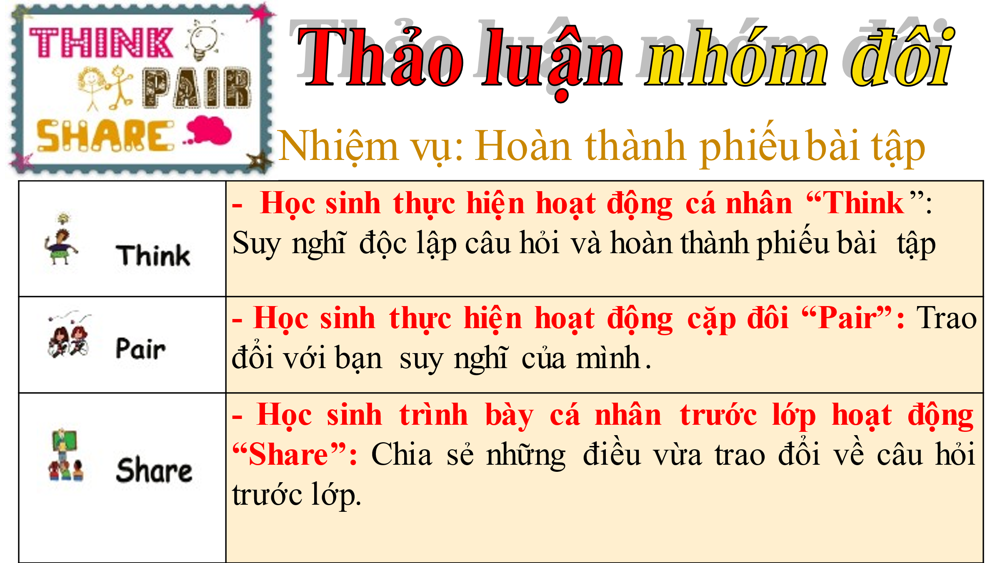 THINK
PAIR
SHARE
Thảo luận nhóm đôi
Nhiệm vụ: Hoàn thành phiếu bài tập
Think
- Học sinh thực hiện hoạt động cá nhân “Think”:
Suy nghĩ độc lập câu hỏi và hoàn thành phiếu bài tập
Pair
- Học sinh thực hiện hoạt động cặp đôi “Pair”: Trao
đổi với bạn suy nghĩ của mình.
Share
- Học sinh trình bày cá nhân trước lớp hoạt động
“Share”: Chia sẻ những điều vừa trao đổi về câu hỏi
trước lớp.